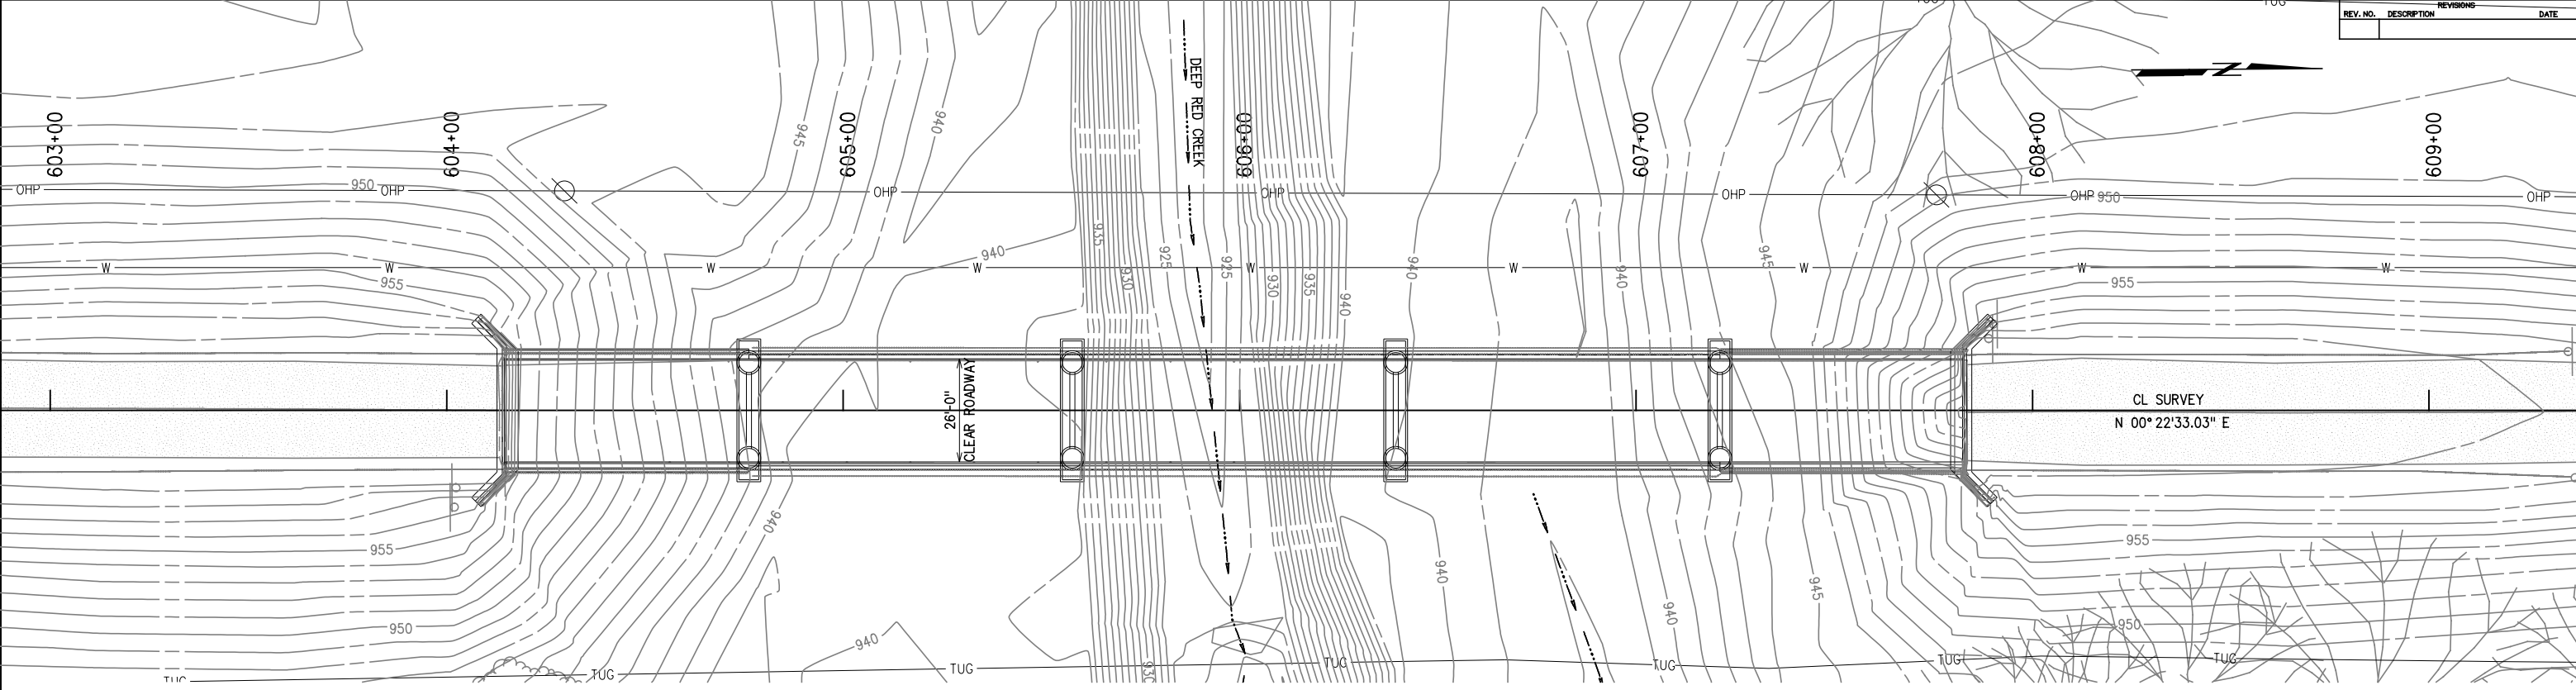 TUG
REVISIONS
REV. NO. DESCRIPTION DATE
N
DEEP RED CREEK
603+00
604+00
605+00
606+00
607+00
608+00
609+00
945
940
OHP
950
OHP
OHP
OHP
OHP
OHP
950
OHP
W
955
W
W
W
940
935
930
925
925
W
930
935
940
940
W
940
945
W
W
955
W
26'-0"
CLEAR ROADWAY
CL SURVEY
N 00° 22'33.03" E
955
940
955
940
945
940
950
940
950
930
TUG
TUG
TUG
TUG
TUG
TUG